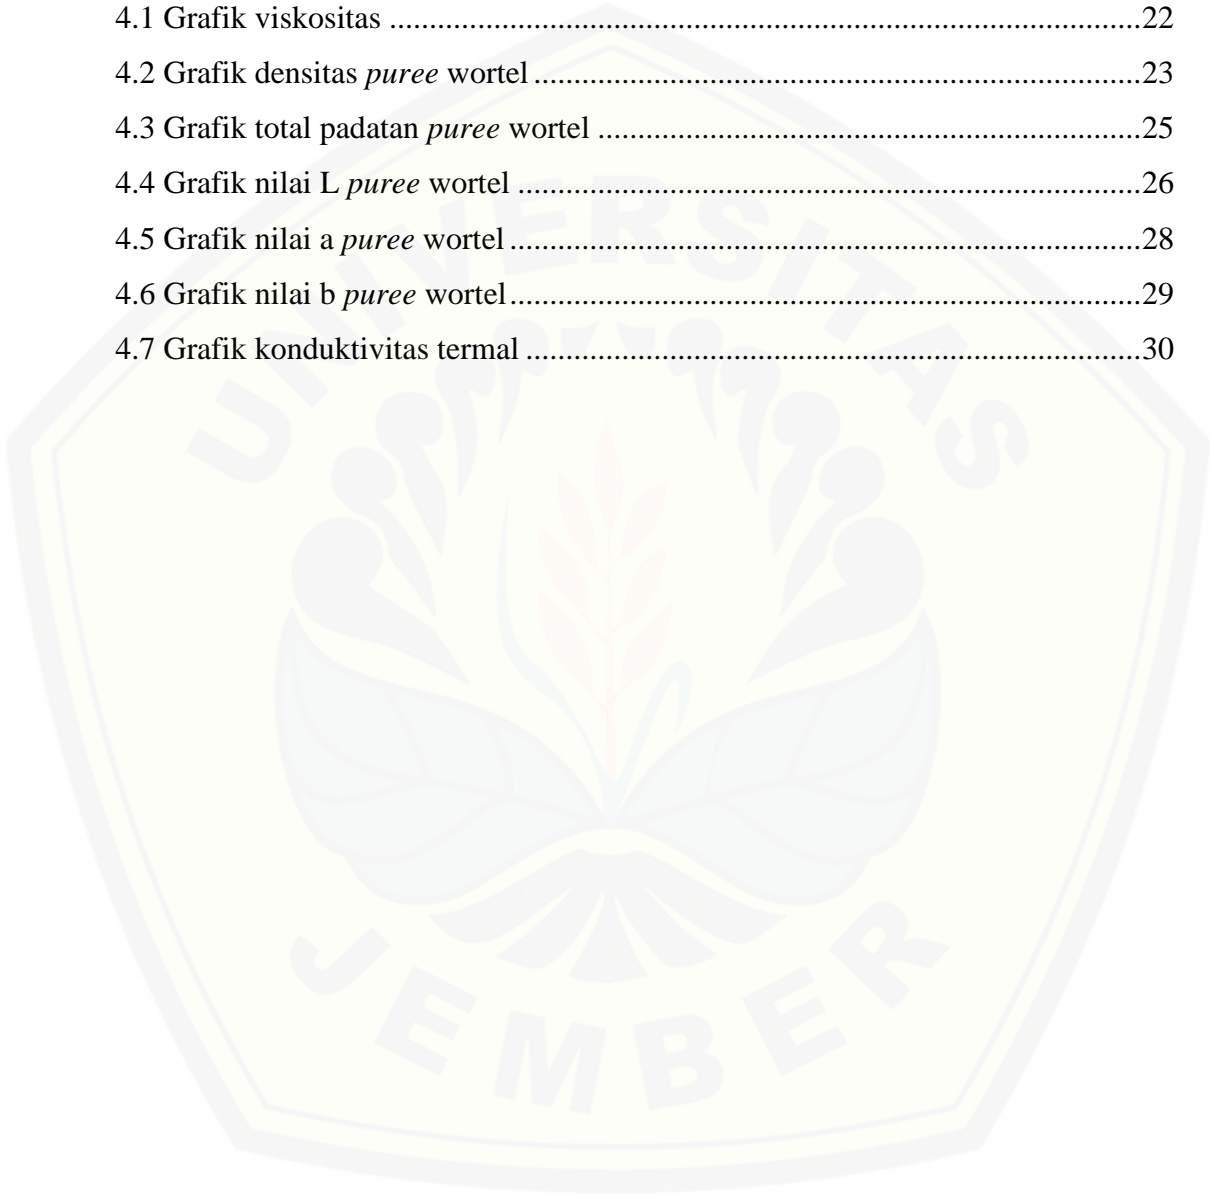 4.1 Grafik viskositas ..............................................................................................22
4.2 Grafik densitas puree wortel ............................................................................23
4.3 Grafik total padatan puree wortel ....................................................................25
4.4 Grafik nilai L puree wortel ..............................................................................26
4.5 Grafik nilai a puree wortel ...............................................................................28
4.6 Grafik nilai b puree wortel ...............................................................................29
4.7 Grafik konduktivitas termal .............................................................................30
UNIVERSITAS
JEMBER